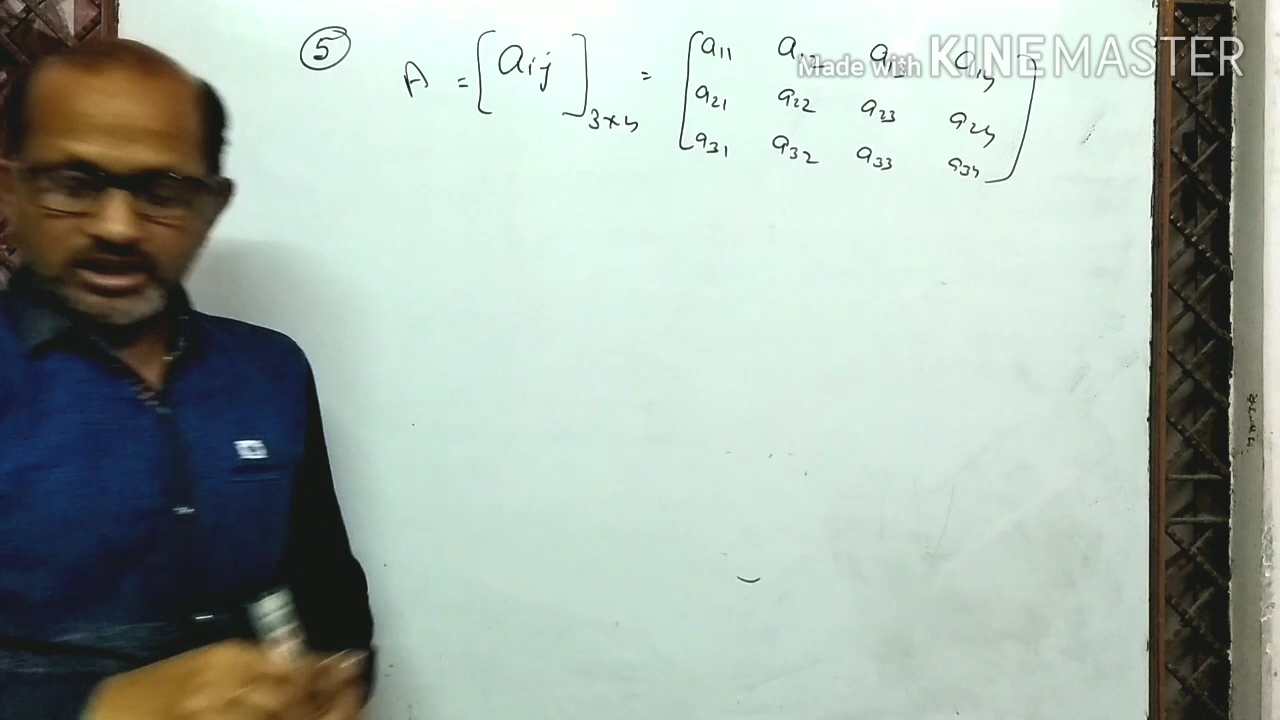 ⑤ A = [aij]3×4 = [a11 a12 a13 a14
a21 a22 a23 a24
a31 a32 a33 a34]
Made with KINEMASTER